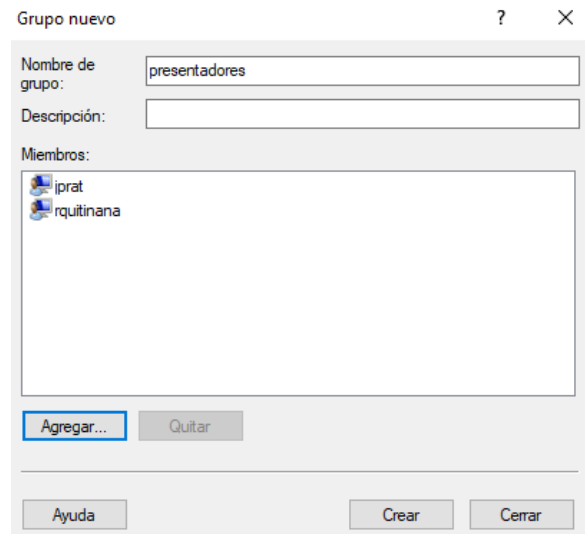 Grupo nuevo ?
Nombre de
grupo:
presentadores
Descripción:
Miembros:
jprat
rquitinana
Agregar...
Quitar
Ayuda
Crear
Cerrar